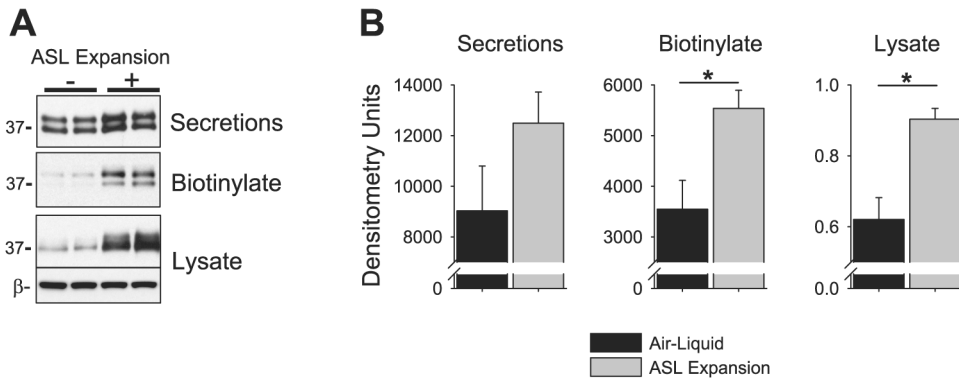 A
ASL Expansion
- +
37- Secretions
37- Biotinylate
37- Lysate
β-
B
Densitometry Units
Secretions
14000
12000
10000
8000
0
Biotinylate
*
6000
5000
4000
3000
0
Lysate
*
1.0
0.8
0.6
0.0
Air-Liquid
ASL Expansion